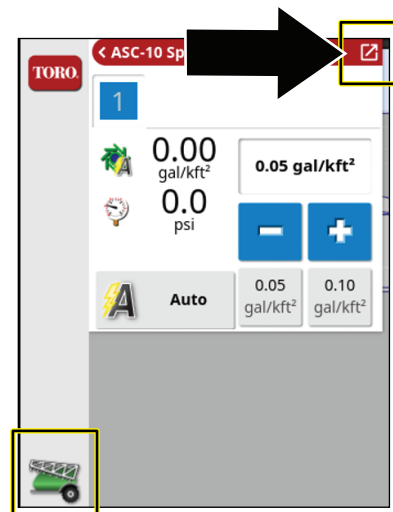 TORO.
< ASC-10 Sp
1
0.00
gal/kft²
0.05 gal/kft²
0.0
psi
A
Auto
0.05
gal/kft²
0.10
gal/kft²